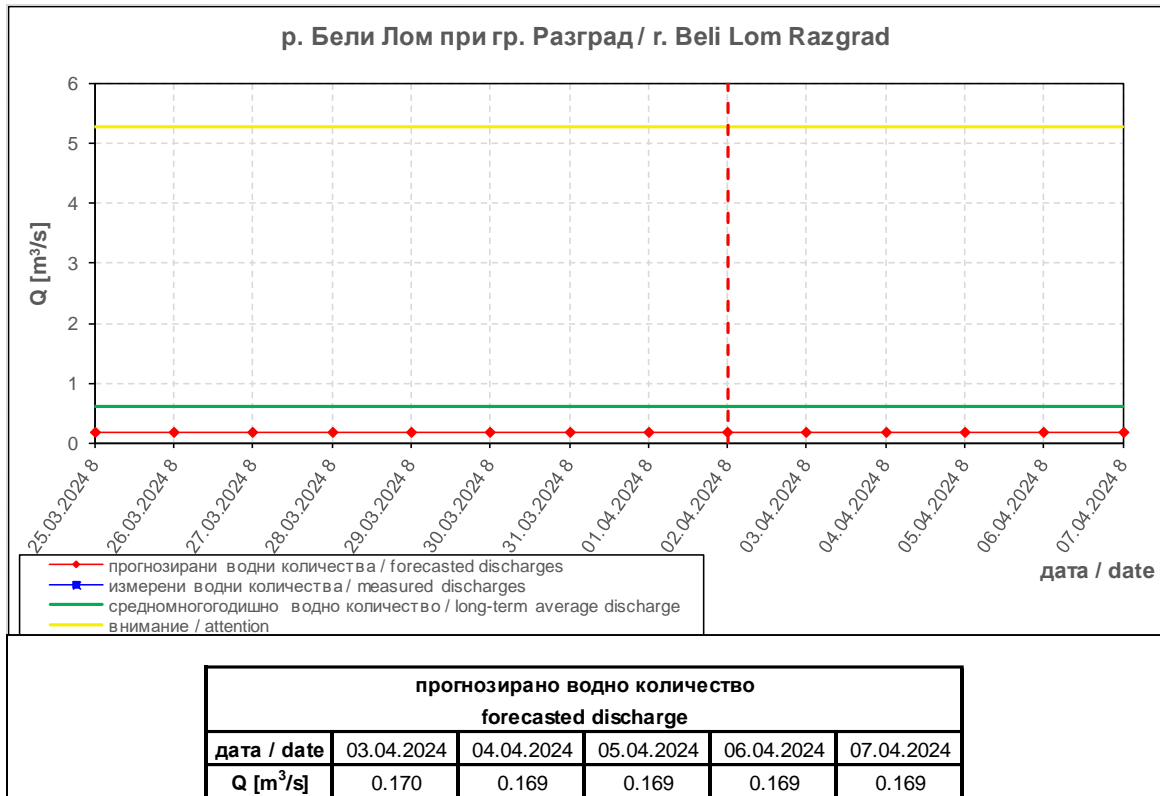 р. Бели Лом при гр. Разград / r. Beli Lom Razgrad
6
5
4
3
2
1
0
Q [m³/s]
25.03.2024 8
26.03.2024 8
27.03.2024 8
28.03.2024 8
29.03.2024 8
30.03.2024 8
31.03.2024 8
01.04.2024 8
02.04.2024 8
03.04.2024 8
04.04.2024 8
05.04.2024 8
06.04.2024 8
07.04.2024 8
дата / date
прогнозирани водни количества / forecasted discharges
измерени водни количества / measured discharges
средномногогодишно водно количество / long-term average discharge
внимание / attention
прогнозирано водно количество
forecasted discharge
дата / date 03.04.2024 04.04.2024 05.04.2024 06.04.2024 07.04.2024
Q [m³/s] 0.170 0.169 0.169 0.169 0.169